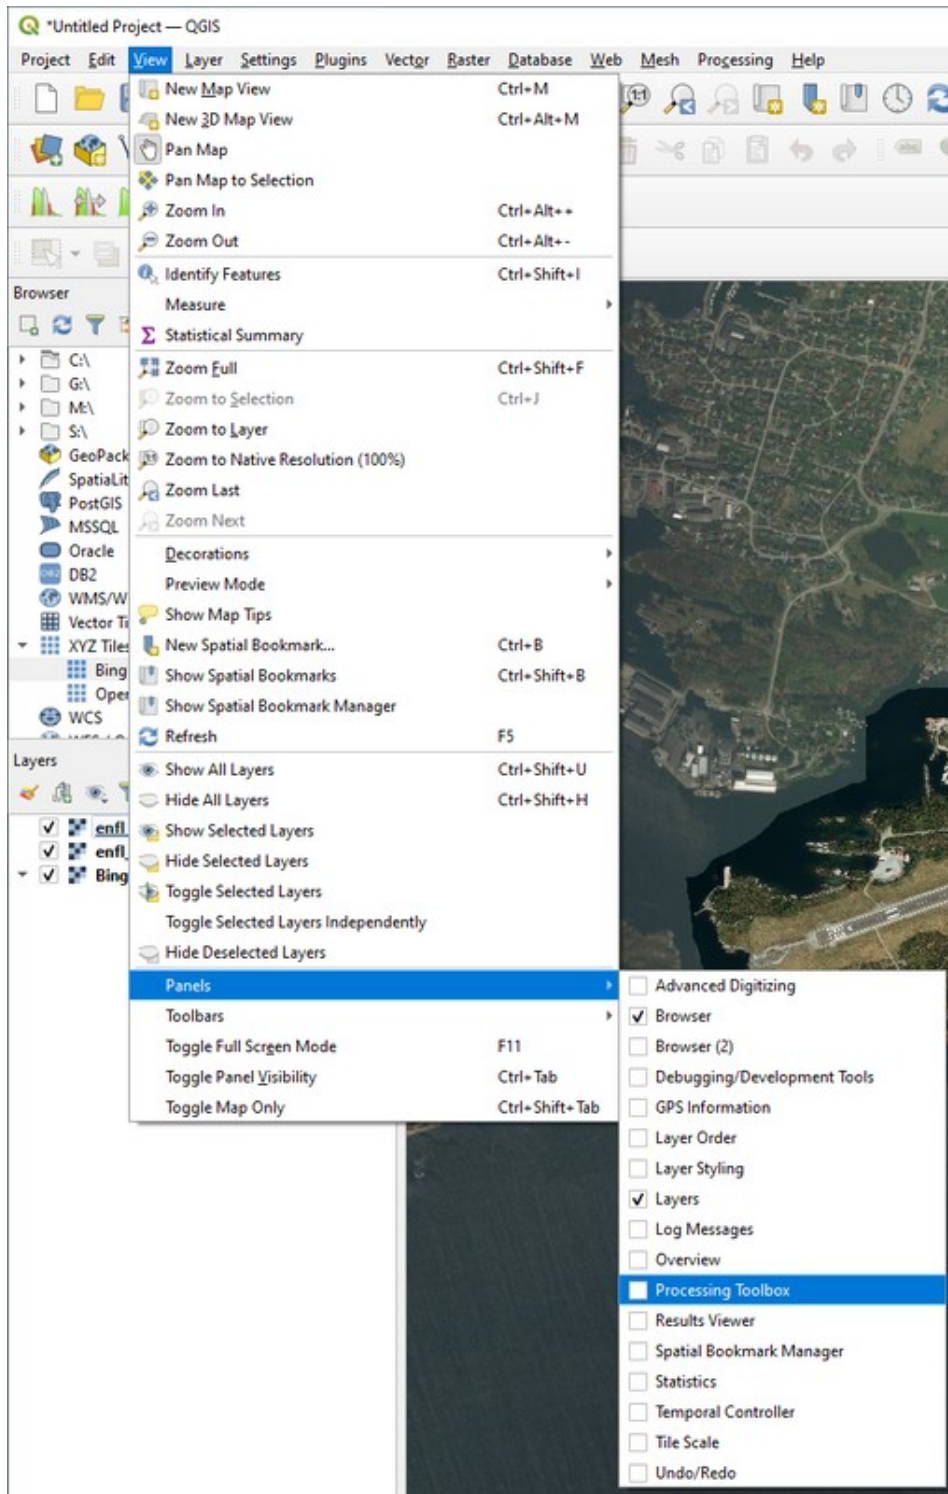 *Untitled Project — QGIS
Project Edit View Layer Settings Plugins Vector Raster Database Web Mesh Processing Help
New Map View Ctrl+M
New 3D Map View Ctrl+Alt+M
Pan Map
Pan Map to Selection
Zoom In Ctrl+Alt++
Zoom Out Ctrl+Alt+-
Identify Features Ctrl+Shift+I
Measure
Statistical Summary
Zoom Full Ctrl+Shift+F
Zoom to Selection Ctrl+J
Zoom to Layer
Zoom to Native Resolution (100%)
Zoom Last
Zoom Next
Decorations
Preview Mode
Show Map Tips
New Spatial Bookmark... Ctrl+B
Show Spatial Bookmarks Ctrl+Shift+B
Show Spatial Bookmark Manager
Refresh F5
Show All Layers Ctrl+Shift+U
Hide All Layers Ctrl+Shift+H
Show Selected Layers
Hide Selected Layers
Toggle Selected Layers
Toggle Selected Layers Independently
Hide Deselected Layers
Panels
Toolbars
Toggle Full Screen Mode F11
Toggle Panel Visibility Ctrl+Tab
Toggle Map Only Ctrl+Shift+Tab
Advanced Digitizing
Browser
Browser (2)
Debugging/Development Tools
GPS Information
Layer Order
Layer Styling
Layers
Log Messages
Overview
Processing Toolbox
Results Viewer
Spatial Bookmark Manager
Statistics
Temporal Controller
Tile Scale
Undo/Redo
Browser
C:\
G:\
M:\
S:\
GeoPack
SpatiaLit
PostGIS
MSSQL
Oracle
DB2
WMS/W
Vector Ti
XYZ Tiles
Bing
Oper
WCS
Layers
enfl_
enfl_
Bing
1:1